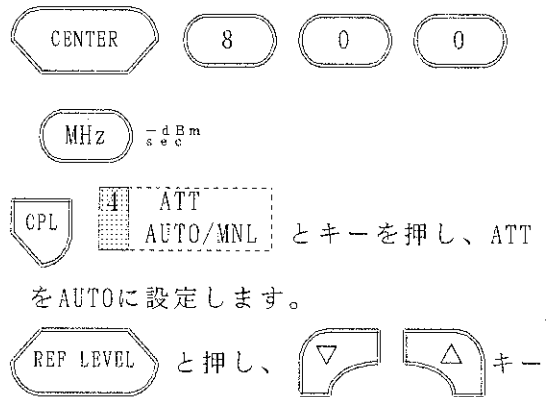 CENTER 8 0 0
MHz -dBm
sec
CPL 4 ATT
AUTO/MNL とキーを押し、ATT
をAUTOに設定します。
REF LEVEL と押し、 ▽ △ キー